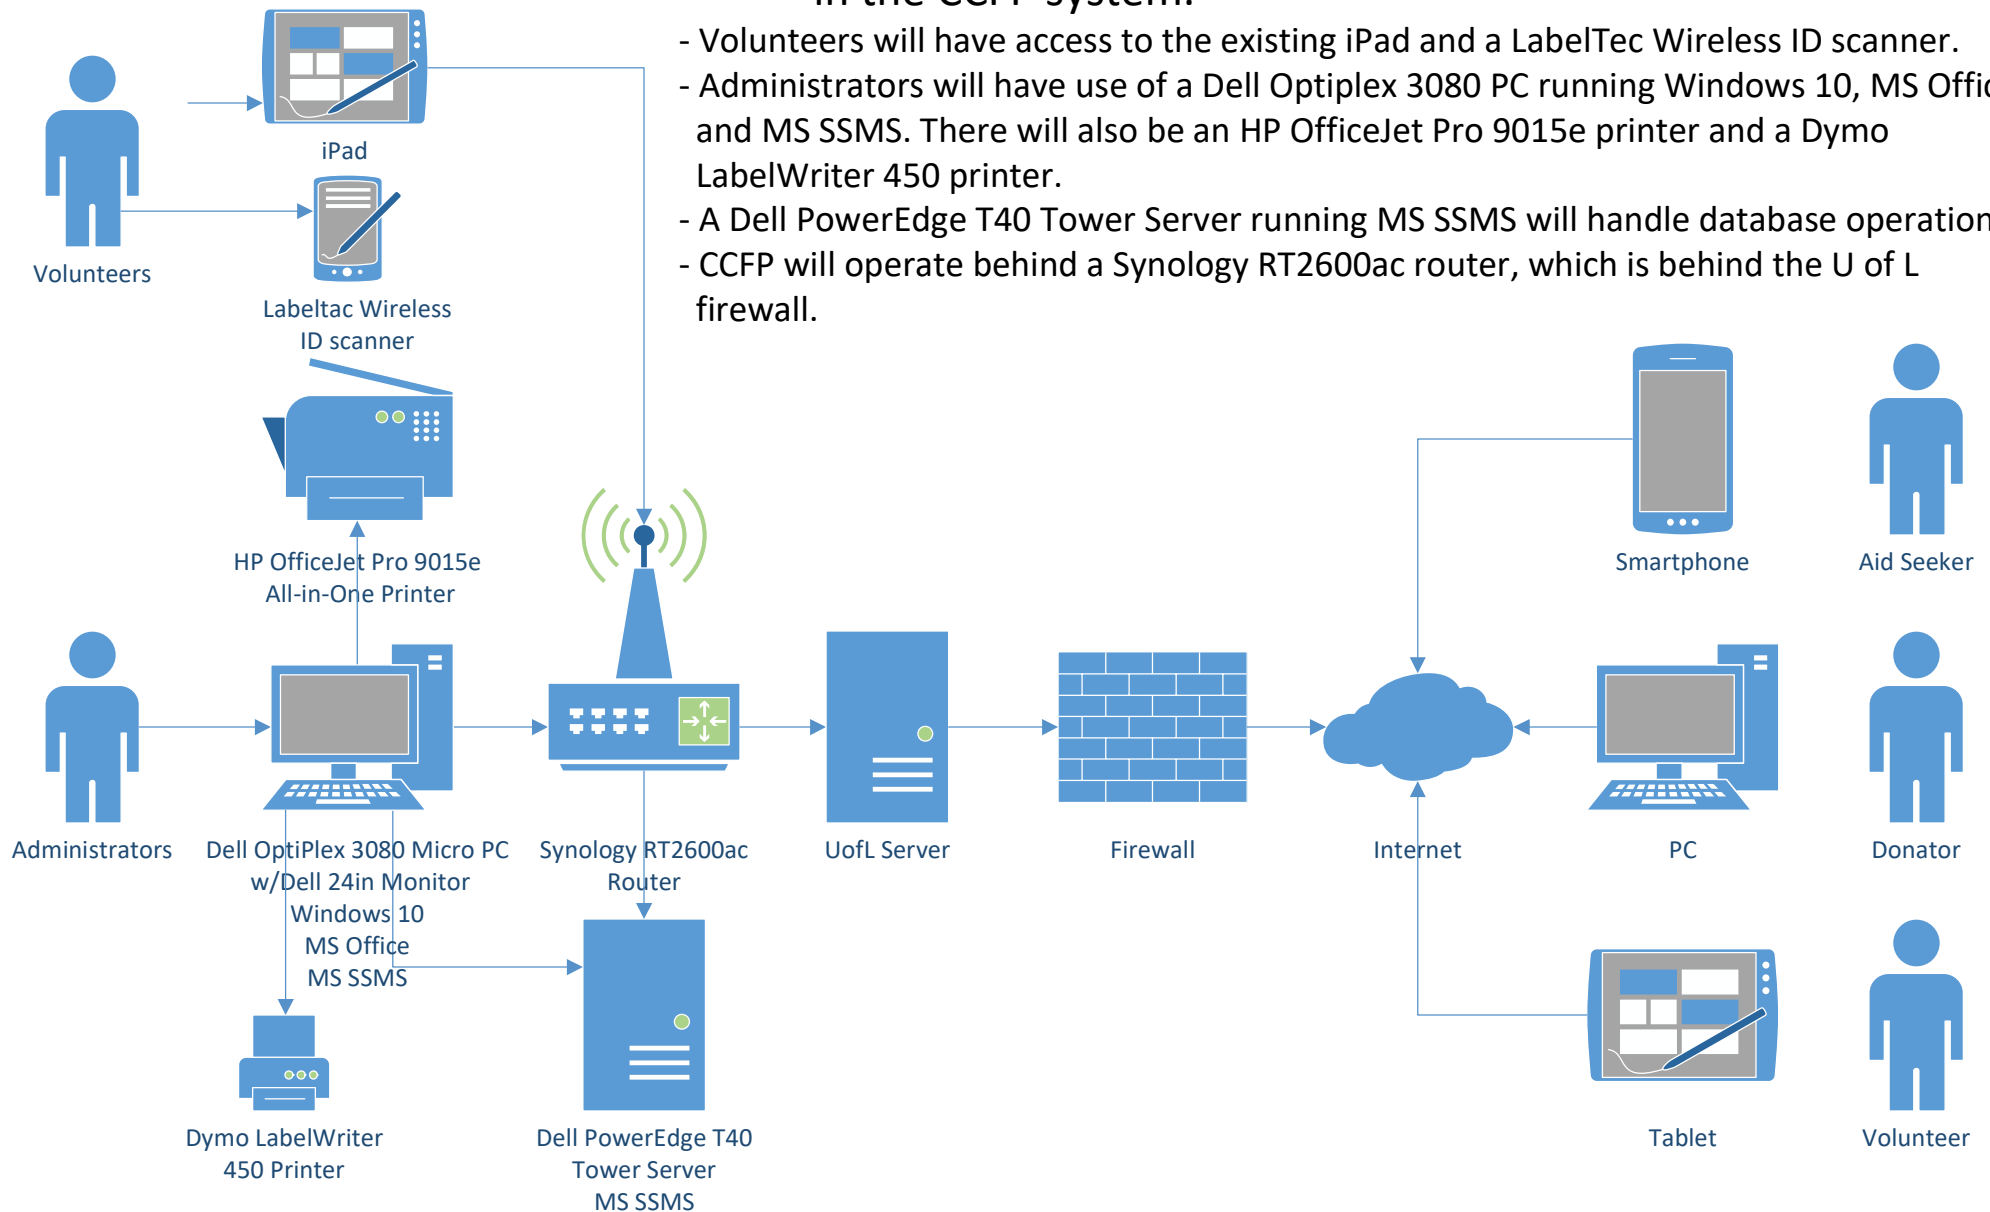 in the CCFP system.
- Volunteers will have access to the existing iPad and a LabelTec Wireless ID scanner.
- Administrators will have use of a Dell Optiplex 3080 PC running Windows 10, MS Offic
and MS SSMS. There will also be an HP OfficeJet Pro 9015e printer and a Dymo
LabelWriter 450 printer.
- A Dell PowerEdge T40 Tower Server running MS SSMS will handle database operation
- CCFP will operate behind a Synology RT2600ac router, which is behind the U of L
firewall.
iPad
Volunteers
Labeltac Wireless
ID scanner
HP OfficeJet Pro 9015e
All-in-One Printer
Smartphone
Aid Seeker
Administrators
Dell OptiPlex 3080 Micro PC
w/Dell 24in Monitor
Windows 10
MS Office
MS SSMS
Synology RT2600ac
Router
UofL Server
Firewall
Internet
PC
Donator
Dymo LabelWriter
450 Printer
Dell PowerEdge T40
Tower Server
MS SSMS
Tablet
Volunteer